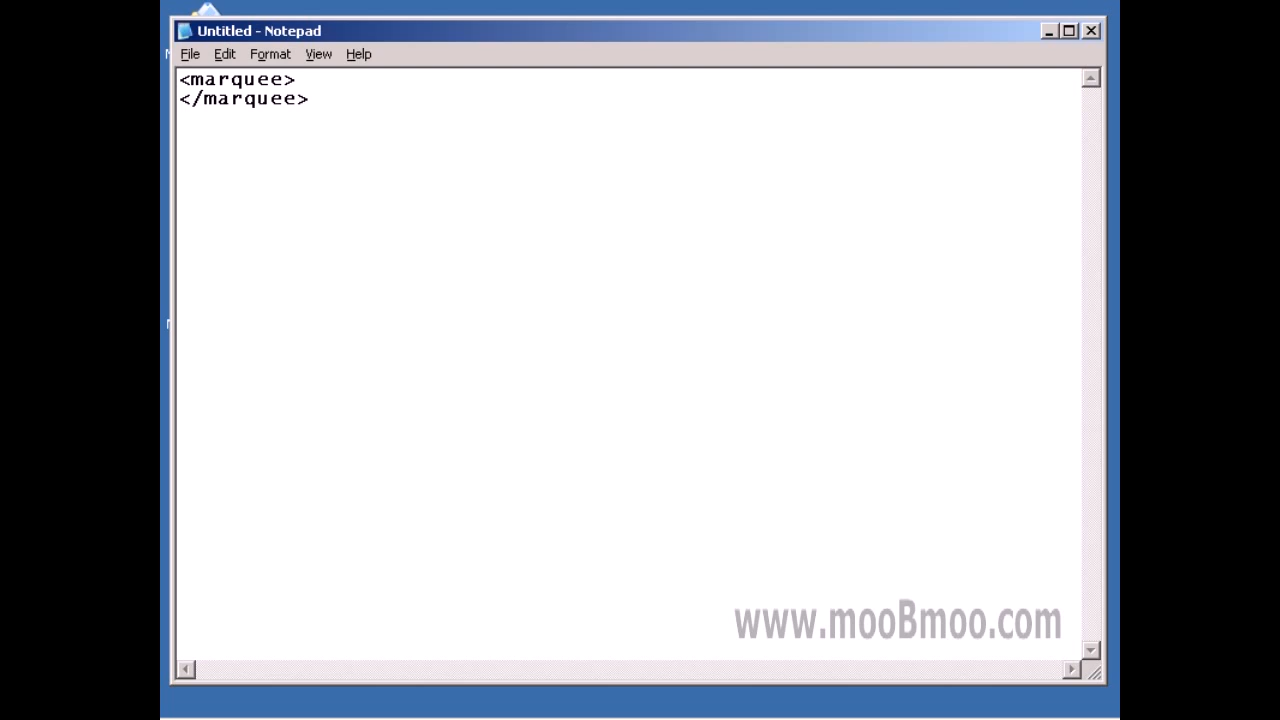 Untitled - Notepad
File Edit Format View Help
<marquee>
</marquee>
www.mooBmoo.com